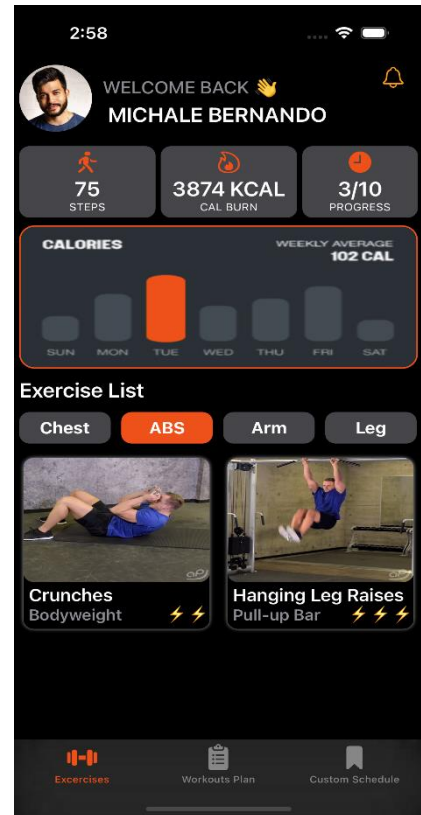 2:58
WELCOME BACK 👋
MICHALE BERNANDO
75
STEPS
3874 KCAL
CAL BURN
3/10
PROGRESS
CALORIES
WEEKLY AVERAGE
102 CAL
SUN MON TUE WED THU FRI SAT
Exercise List
Chest ABS Arm Leg
Crunches
Bodyweight
Hanging Leg Raises
Pull-up Bar
Excercises Workouts Plan Custom Schedule